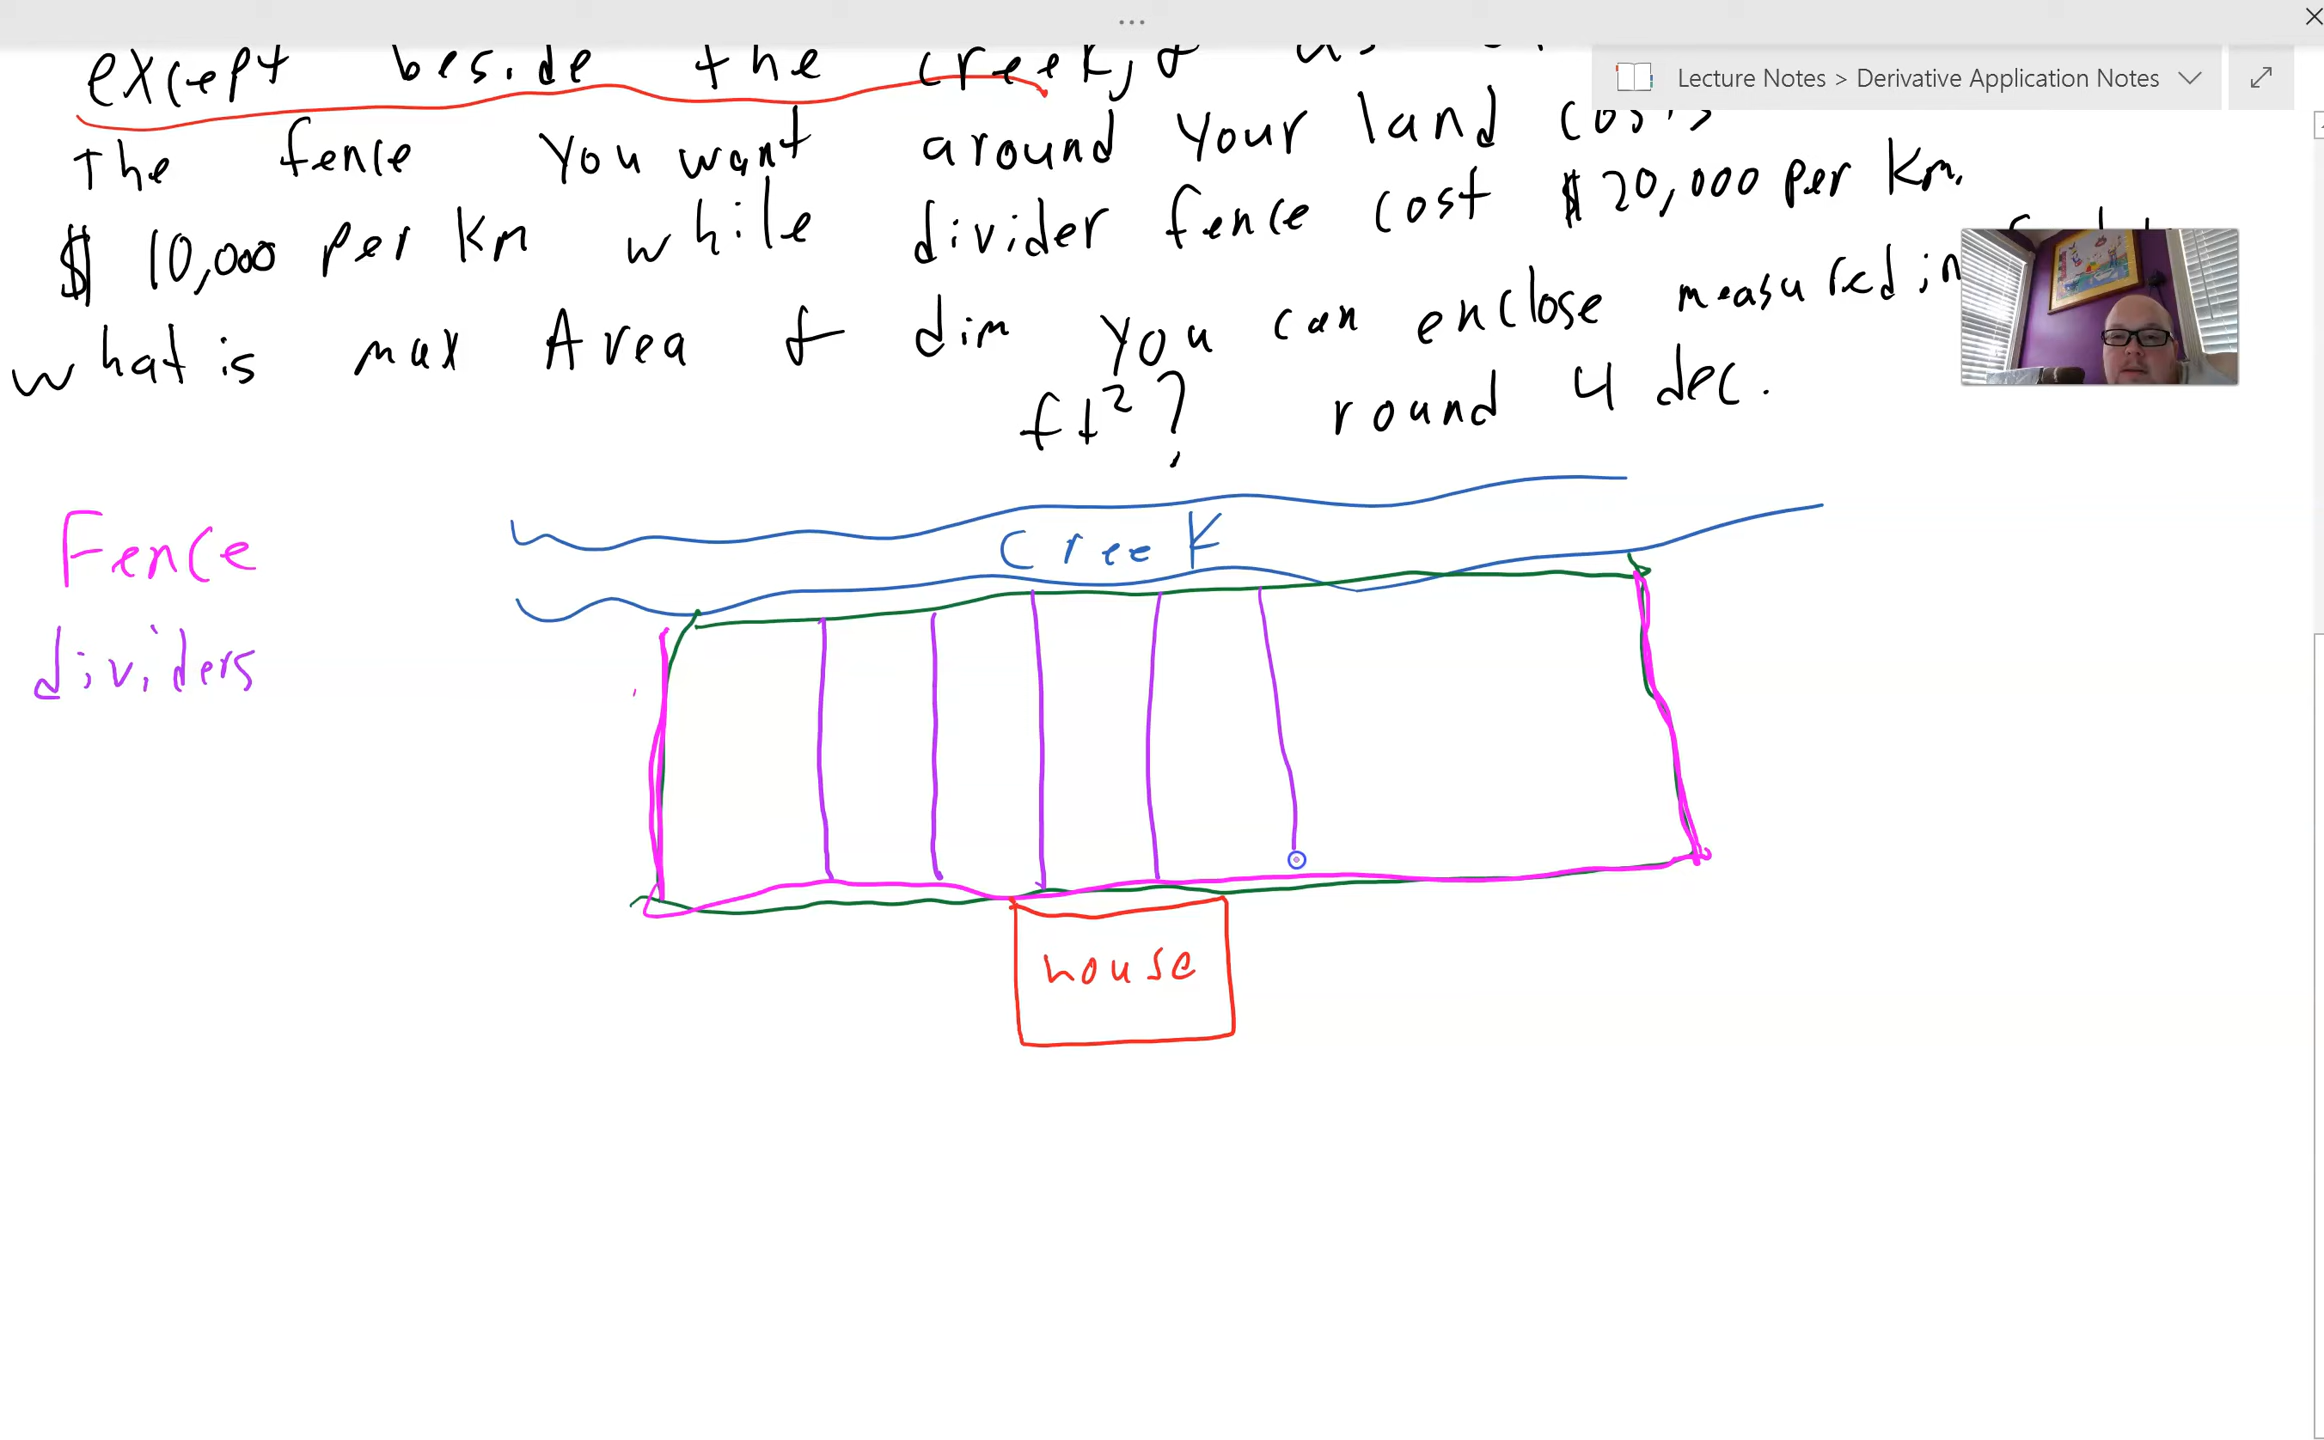 except beside the creek, &
Lecture Notes > Derivative Application Notes
the fence you want around your land costs
$ 10,000 per Km while divider fence cost $20,000 per Km.
what is max Area & dim you can enclose measured in
ft²? round 4 dec.
Creek
Fence
dividers
house